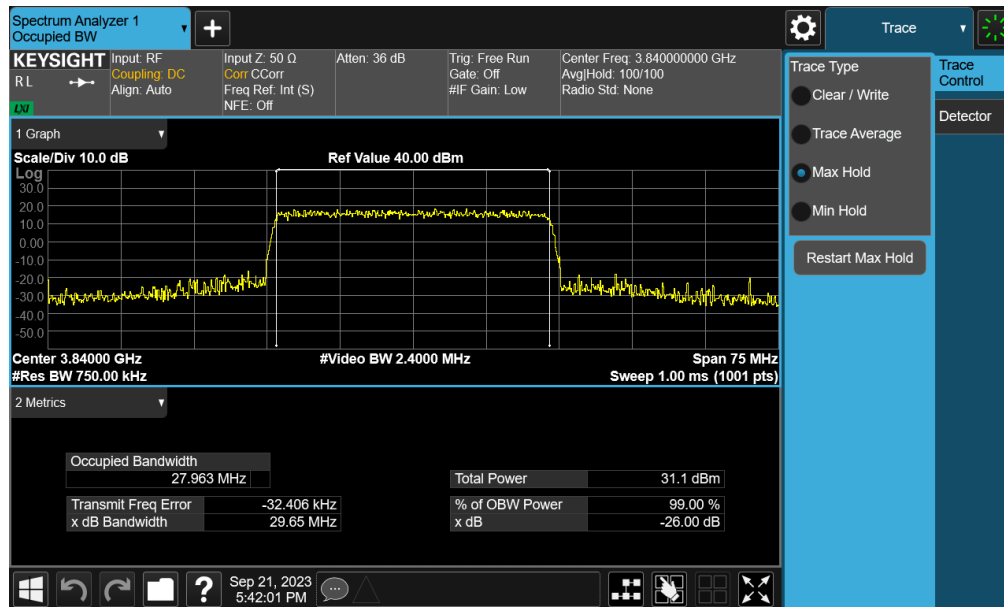 Spectrum Analyzer 1
Occupied BW
+
Trace
KEYSIGHT
R L
LXI
Input: RF
Coupling: DC
Align: Auto
Input Z: 50 Ω
Corr CCorr
Freq Ref: Int (S)
NFE: Off
Atten: 36 dB
Trig: Free Run
Gate: Off
#IF Gain: Low
Center Freq: 3.840000000 GHz
Avg|Hold: 100/100
Radio Std: None
Trace Type
Clear / Write
Trace Average
Max Hold
Min Hold
Restart Max Hold
Trace
Control
Detector
1 Graph
Scale/Div 10.0 dB
Ref Value 40.00 dBm
Log
30.0
20.0
10.0
0.00
-10.0
-20.0
-30.0
-40.0
-50.0
Center 3.84000 GHz
#Video BW 2.4000 MHz
Span 75 MHz
#Res BW 750.00 kHz
Sweep 1.00 ms (1001 pts)
2 Metrics
Occupied Bandwidth
27.963 MHz
Total Power 31.1 dBm
Transmit Freq Error -32.406 kHz
% of OBW Power 99.00 %
x dB Bandwidth 29.65 MHz
x dB -26.00 dB
?
Sep 21, 2023
5:42:01 PM